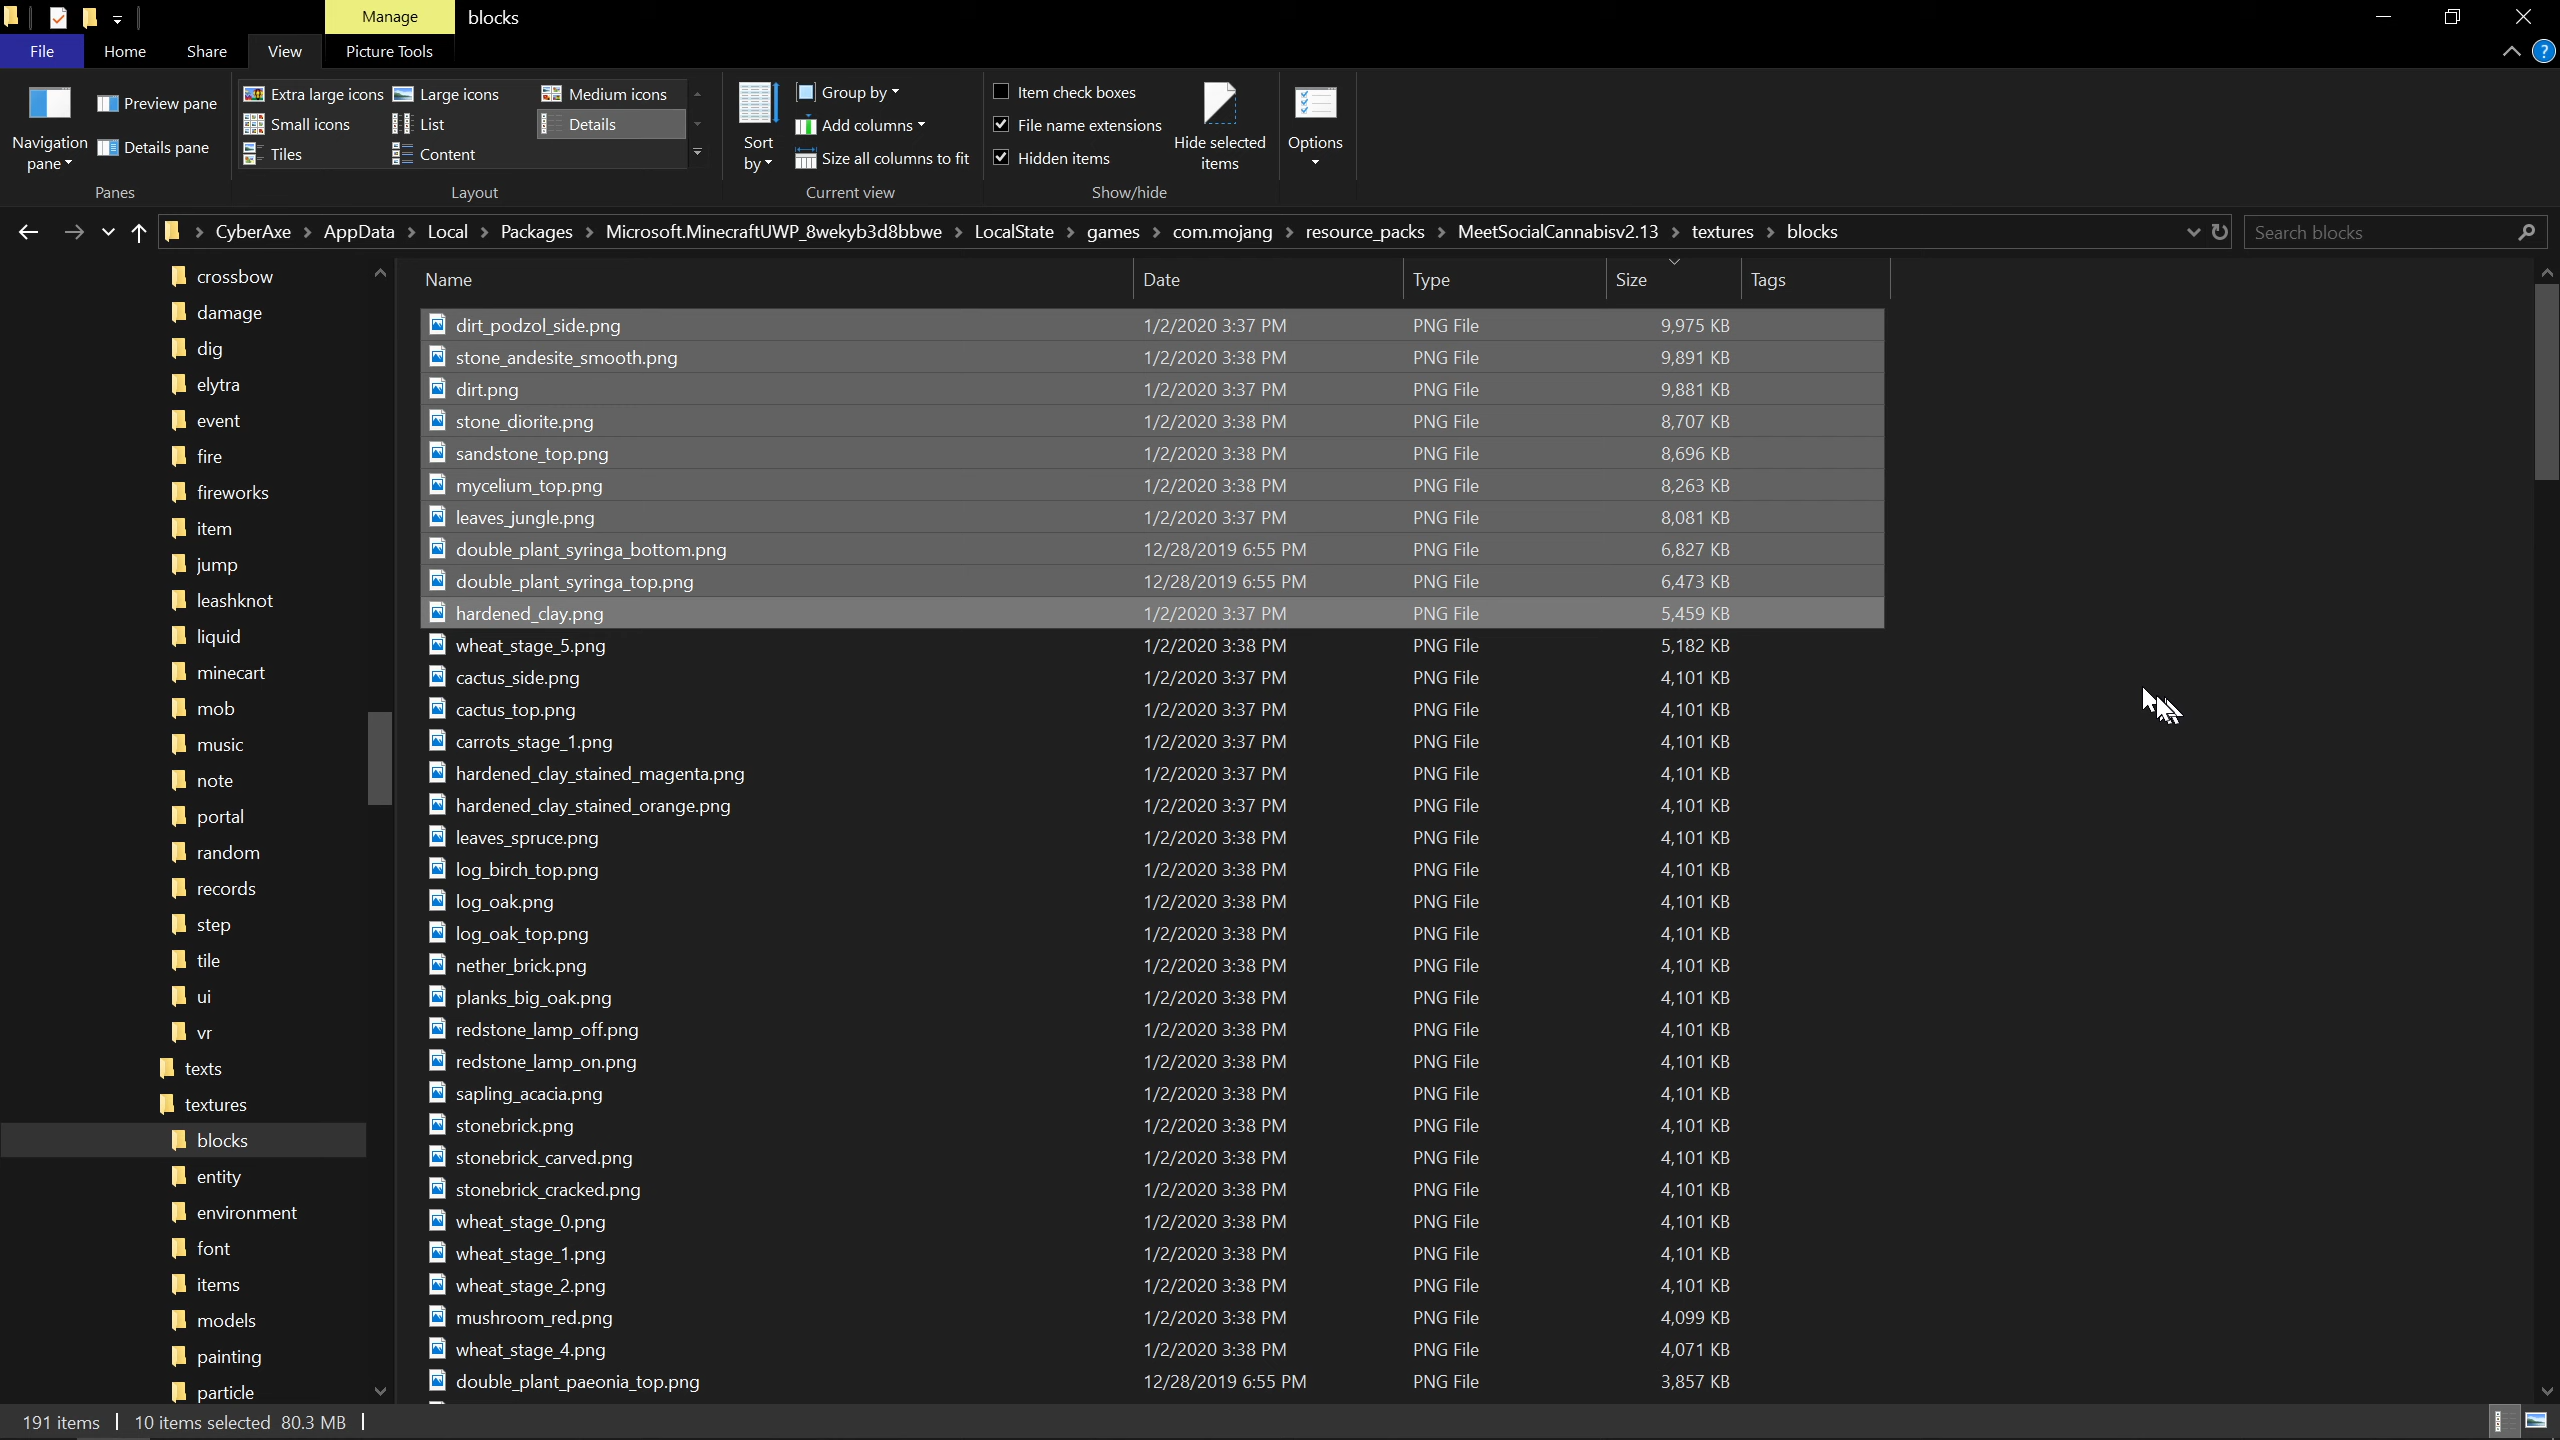 Manage blocks
File Home Share View Picture Tools
Navigation pane
Preview pane
Details pane
Panes
Extra large icons Large icons Medium icons
Small icons List Details
Tiles Content
Layout
Sort by
Group by
Add columns
Size all columns to fit
Current view
Item check boxes
File name extensions
Hidden items
Hide selected items
Show/hide
Options
CyberAxe AppData Local Packages Microsoft.MinecraftUWP_8wekyb3d8bbwe LocalState games com.mojang resource_packs MeetSocialCannabisv2.13 textures blocks
Search blocks
crossbow
damage
dig
elytra
event
fire
fireworks
item
jump
leashknot
liquid
minecart
mob
music
note
portal
random
records
step
tile
ui
vr
texts
textures
blocks
entity
environment
font
items
models
painting
particle
Name Date Type Size Tags
dirt_podzol_side.png 1/2/2020 3:37 PM PNG File 9,975 KB
stone_andesite_smooth.png 1/2/2020 3:38 PM PNG File 9,891 KB
dirt.png 1/2/2020 3:37 PM PNG File 9,881 KB
stone_diorite.png 1/2/2020 3:38 PM PNG File 8,707 KB
sandstone_top.png 1/2/2020 3:38 PM PNG File 8,696 KB
mycelium_top.png 1/2/2020 3:38 PM PNG File 8,263 KB
leaves_jungle.png 1/2/2020 3:37 PM PNG File 8,081 KB
double_plant_syringa_bottom.png 12/28/2019 6:55 PM PNG File 6,827 KB
double_plant_syringa_top.png 12/28/2019 6:55 PM PNG File 6,473 KB
hardened_clay.png 1/2/2020 3:37 PM PNG File 5,459 KB
wheat_stage_5.png 1/2/2020 3:38 PM PNG File 5,182 KB
cactus_side.png 1/2/2020 3:37 PM PNG File 4,101 KB
cactus_top.png 1/2/2020 3:37 PM PNG File 4,101 KB
carrots_stage_1.png 1/2/2020 3:37 PM PNG File 4,101 KB
hardened_clay_stained_magenta.png 1/2/2020 3:37 PM PNG File 4,101 KB
hardened_clay_stained_orange.png 1/2/2020 3:37 PM PNG File 4,101 KB
leaves_spruce.png 1/2/2020 3:38 PM PNG File 4,101 KB
log_birch_top.png 1/2/2020 3:38 PM PNG File 4,101 KB
log_oak.png 1/2/2020 3:38 PM PNG File 4,101 KB
log_oak_top.png 1/2/2020 3:38 PM PNG File 4,101 KB
nether_brick.png 1/2/2020 3:38 PM PNG File 4,101 KB
planks_big_oak.png 1/2/2020 3:38 PM PNG File 4,101 KB
redstone_lamp_off.png 1/2/2020 3:38 PM PNG File 4,101 KB
redstone_lamp_on.png 1/2/2020 3:38 PM PNG File 4,101 KB
sapling_acacia.png 1/2/2020 3:38 PM PNG File 4,101 KB
stonebrick.png 1/2/2020 3:38 PM PNG File 4,101 KB
stonebrick_carved.png 1/2/2020 3:38 PM PNG File 4,101 KB
stonebrick_cracked.png 1/2/2020 3:38 PM PNG File 4,101 KB
wheat_stage_0.png 1/2/2020 3:38 PM PNG File 4,101 KB
wheat_stage_1.png 1/2/2020 3:38 PM PNG File 4,101 KB
wheat_stage_2.png 1/2/2020 3:38 PM PNG File 4,101 KB
mushroom_red.png 1/2/2020 3:38 PM PNG File 4,099 KB
wheat_stage_4.png 1/2/2020 3:38 PM PNG File 4,071 KB
double_plant_paeonia_top.png 12/28/2019 6:55 PM PNG File 3,857 KB
191 items 10 items selected 80.3 MB